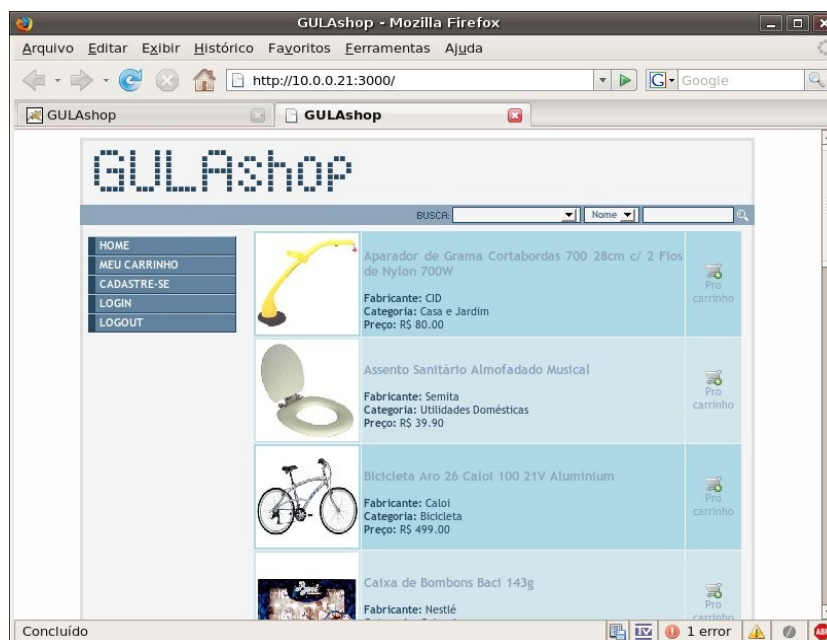 GULAshop - Mozilla Firefox
Arquivo Editar Exibir Histórico Favoritos Ferramentas Ajuda
http://10.0.0.21:3000/
Google
GULAshop
GULAshop
GULAshop
BUSCA:
Nome
HOME
MEU CARRINHO
CADASTRE-SE
LOGIN
LOGOUT
Aparador de Grama Cortabordas 700 28cm c/ 2 Fios
de Nylon 700W
Fabricante: CID
Categoria: Casa e Jardim
Preço: R$ 80.00
Pro
carrinho
Assento Sanitário Almofadado Musical
Fabricante: Semita
Categoria: Utilidades Domésticas
Preço: R$ 39.90
Pro
carrinho
Bicicleta Aro 26 Caloi 100 21V Aluminium
Fabricante: Caloi
Categoria: Bicicleta
Preço: R$ 499.00
Pro
carrinho
Caixa de Bombons Baci 143g
Fabricante: Nestlé
Pro
carrinho
Concluído
1 error